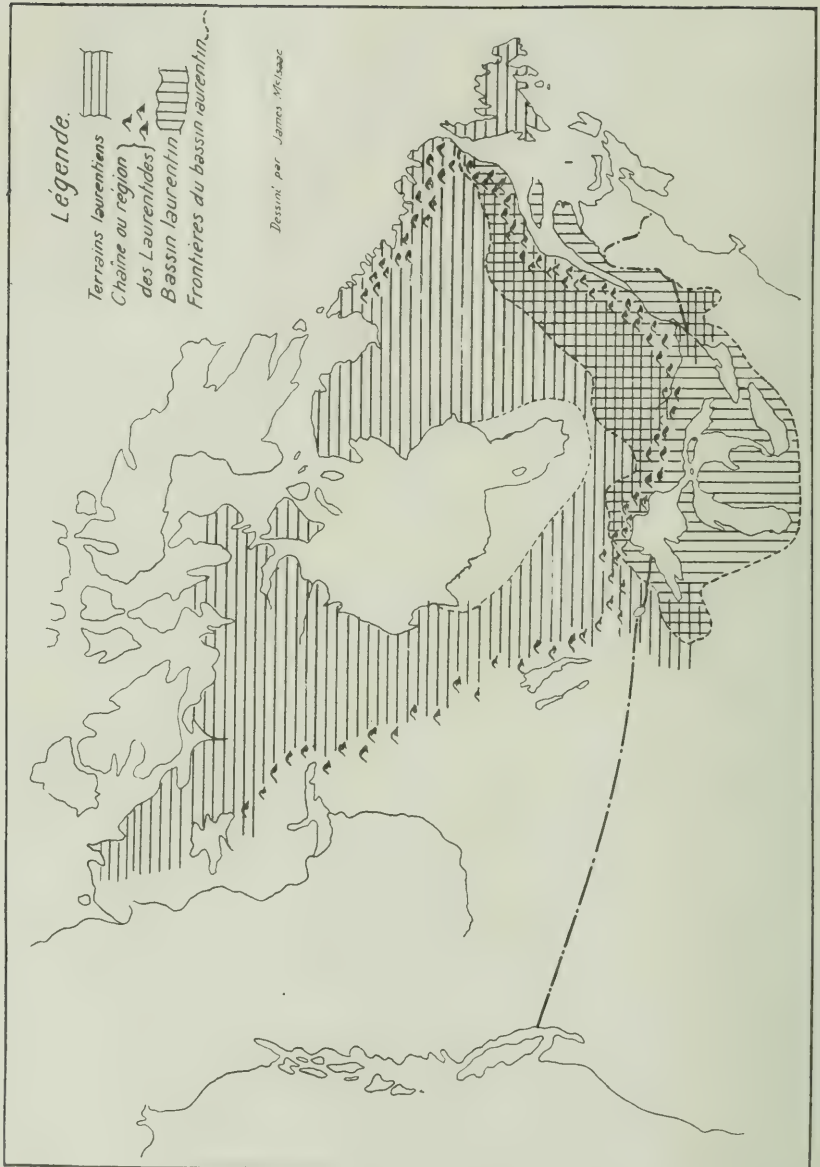 Légende.
Terrains laurentiens
Chaîne ou région }
des Laurentides }
Bassin laurentin
Frontières du bassin laurentin
Dessiné par James McIsaac